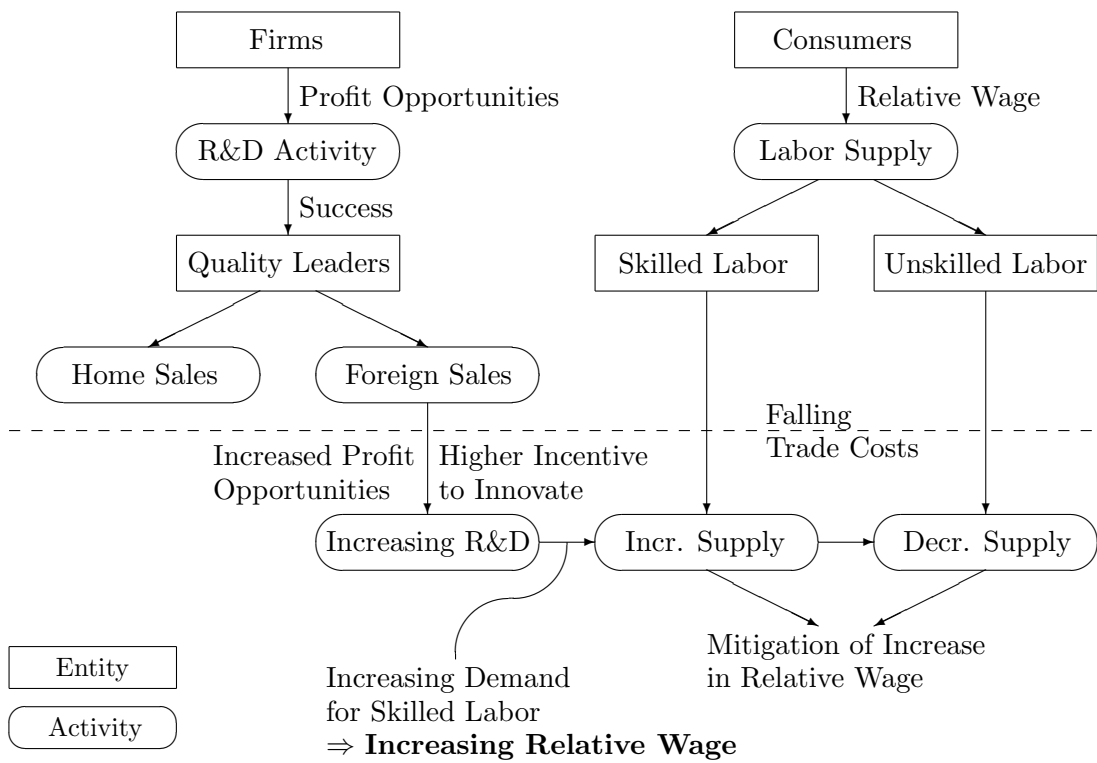 Firms
Consumers
Profit Opportunities
Relative Wage
R&D Activity
Labor Supply
Success
Quality Leaders
Skilled Labor
Unskilled Labor
Home Sales
Foreign Sales
Falling
Trade Costs
Increased Profit
Opportunities
Higher Incentive
to Innovate
Increasing R&D
Incr. Supply
Decr. Supply
Mitigation of Increase
in Relative Wage
Entity
Activity
Increasing Demand
for Skilled Labor
⇒ Increasing Relative Wage